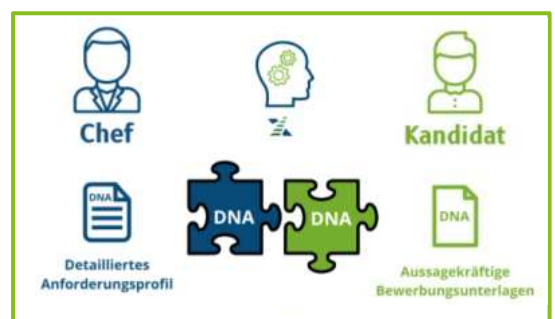 Chef
Kandidat
DNA
DNA
DNA
DNA
Detailliertes
Anforderungsprofil
Aussagekräftige
Bewerbungsunterlagen